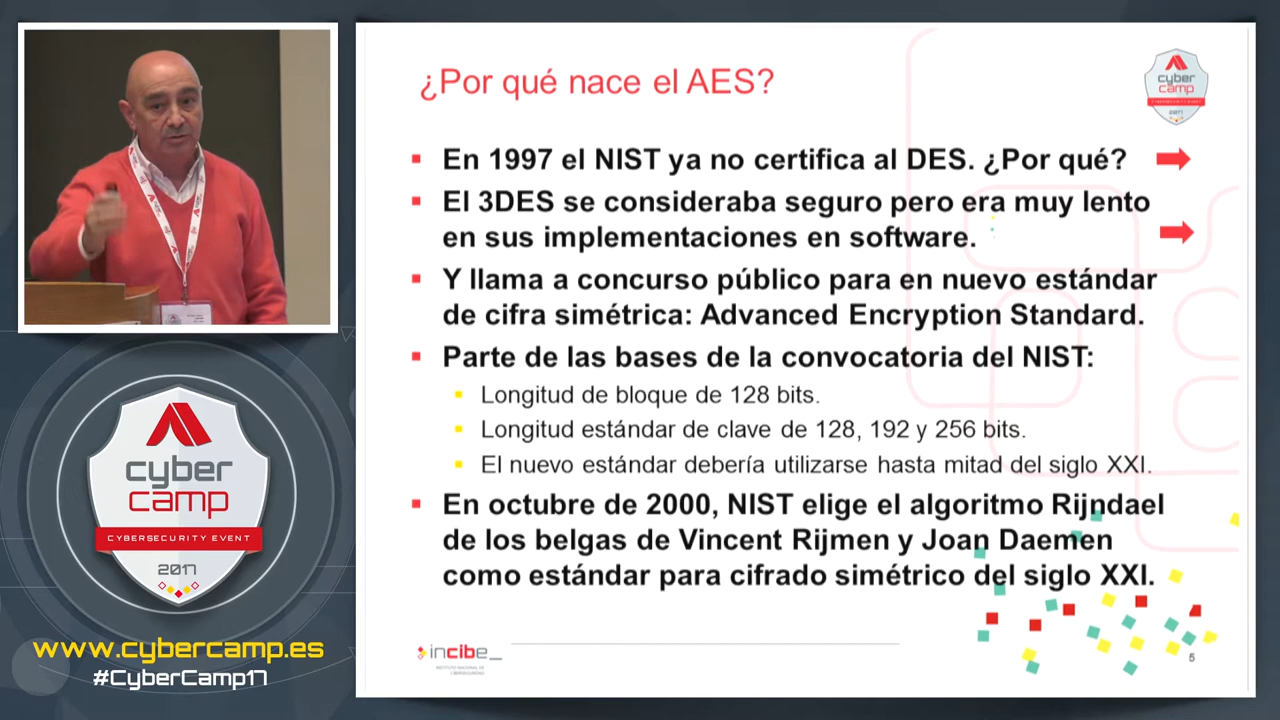 ¿Por qué nace el AES?
cyber
camp
2017
En 1997 el NIST ya no certifica al DES. ¿Por qué?
El 3DES se consideraba seguro pero era muy lento
en sus implementaciones en software.
Y llama a concurso público para en nuevo estándar
de cifra simétrica: Advanced Encryption Standard.
Parte de las bases de la convocatoria del NIST:
Longitud de bloque de 128 bits.
Longitud estándar de clave de 128, 192 y 256 bits.
El nuevo estándar debería utilizarse hasta mitad del siglo XXI.
En octubre de 2000, NIST elige el algoritmo Rijndael
de los belgas de Vincent Rijmen y Joan Daemen
como estándar para cifrado simétrico del siglo XXI.
incibe_
INSTITUTO NACIONAL DE
CIBERSEGURIDAD
5
cyber
camp
CYBERSECURITY EVENT
2017
www.cybercamp.es
#CyberCamp17